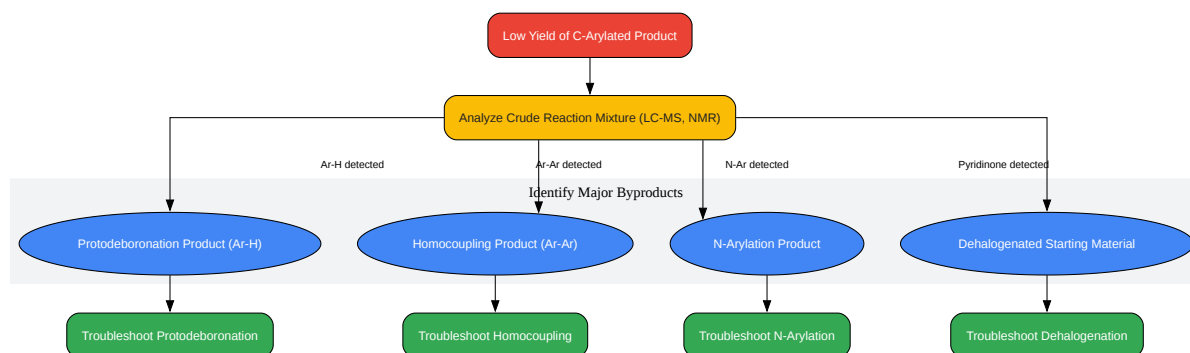 Low Yield of C-Arylated Product
Analyze Crude Reaction Mixture (LC-MS, NMR)
Ar-H detected
Ar-Ar detected
N-Ar detected
Pyridinone detected
Identify Major Byproducts
Protodeboronation Product (Ar-H)
Homocoupling Product (Ar-Ar)
N-Arylation Product
Dehalogenated Starting Material
Troubleshoot Protodeboronation
Troubleshoot Homocoupling
Troubleshoot N-Arylation
Troubleshoot Dehalogenation